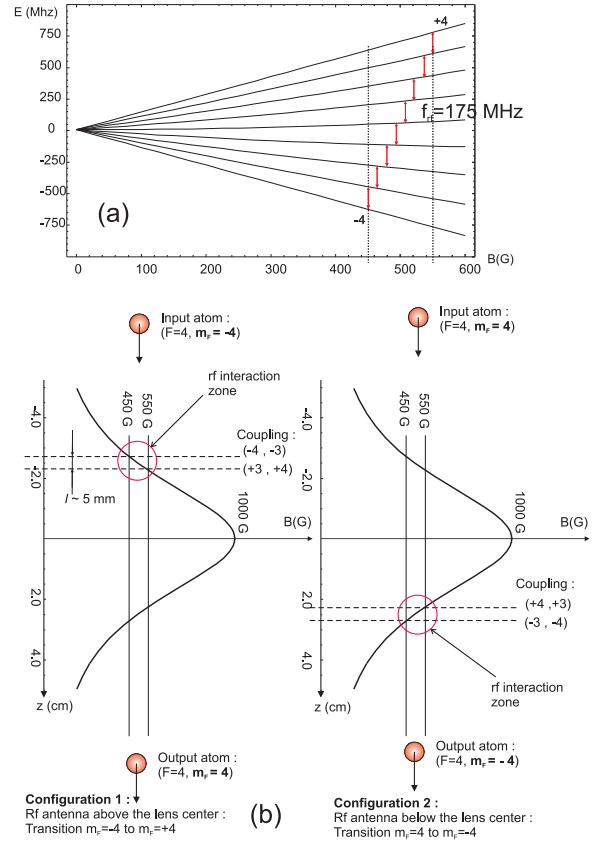 E (Mhz)
750
500
250
0
-250
-500
-750
+4
f_rf=175 MHz
-4
(a)
0
100
200
300
400
500
600
B(G)
Input atom :
(F=4, m_F = -4)
rf interaction
zone
450 G
550 G
Coupling :
(-4 , -3)
(+3 , +4)
-4.0
-2.0
l ~ 5 mm
1000 G
B(G)
2.0
4.0
z (cm)
Output atom :
(F=4, m_F = 4)
Configuration 1 :
Rf antenna above the lens center :
Transition m_F=-4 to m_F=+4
(b)
Input atom :
(F=4, m_F = 4)
450 G
550 G
-4.0
-2.0
1000 G
B(G)
Coupling :
(+4 ,+3)
(-3 , -4)
2.0
4.0
rf interaction
zone
z (cm)
Output atom :
(F=4, m_F = - 4)
Configuration 2 :
Rf antenna below the lens center :
Transition m_F=4 to m_F=-4